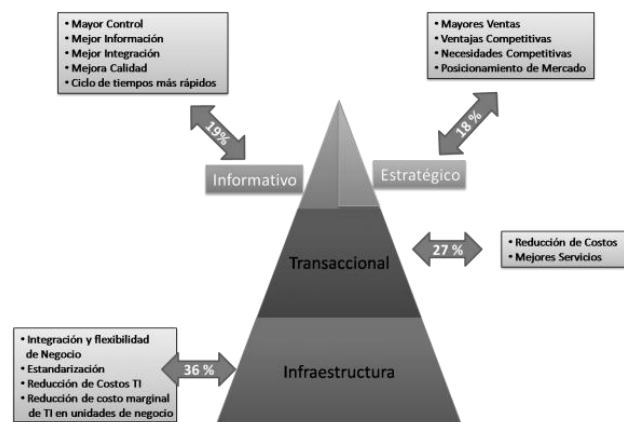 • Mayor Control
• Mejor Información
• Mejor Integración
• Mejora Calidad
• Ciclo de tiempos más rápidos
• Mayores Ventas
• Ventajas Competitivas
• Necesidades Competitivas
• Posicionamiento de Mercado
19%
18 %
Informativo
Estratégico
Transaccional
27 %
• Reducción de Costos
• Mejores Servicios
• Integración y flexibilidad
de Negocio
• Estandarización
• Reducción de Costos TI
• Reducción de costo marginal
de TI en unidades de negocio
36 %
Infraestructura